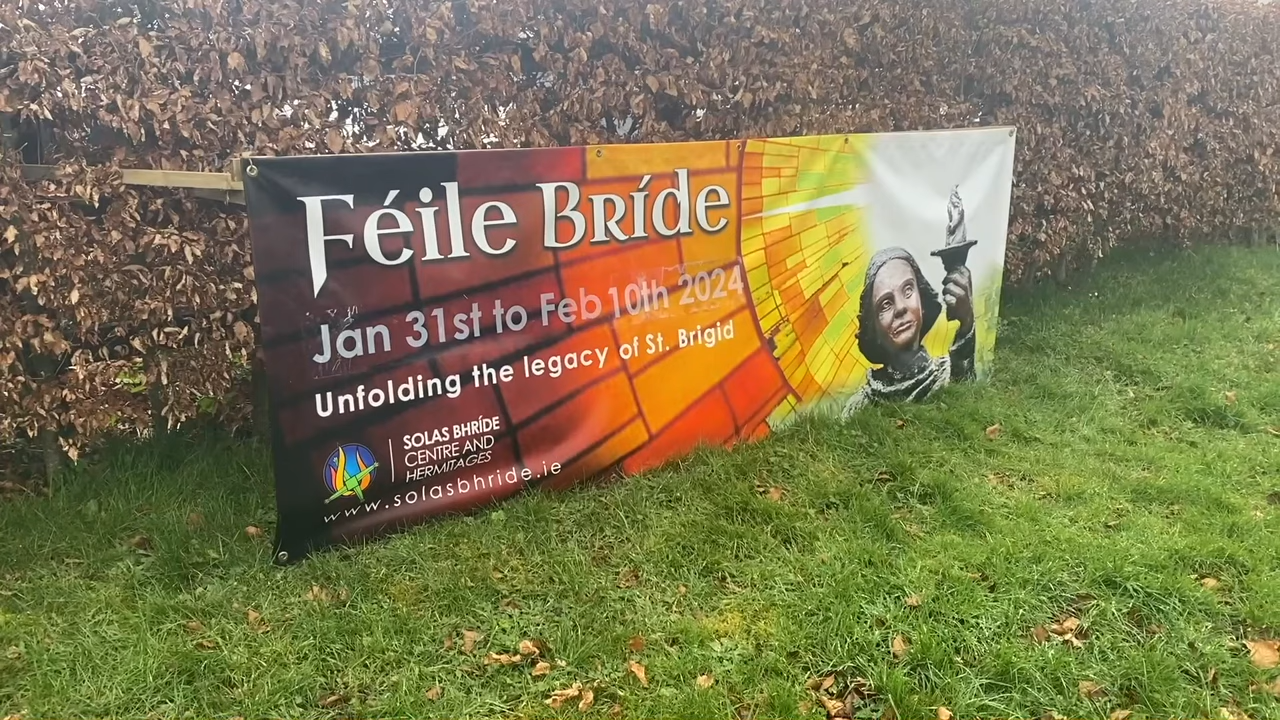 Féile Bríde
Jan 31st to Feb 10th 2024
Unfolding the legacy of St. Brigid
SOLAS BHRÍDE
CENTRE AND
HERMITAGES
www.solasbhride.ie